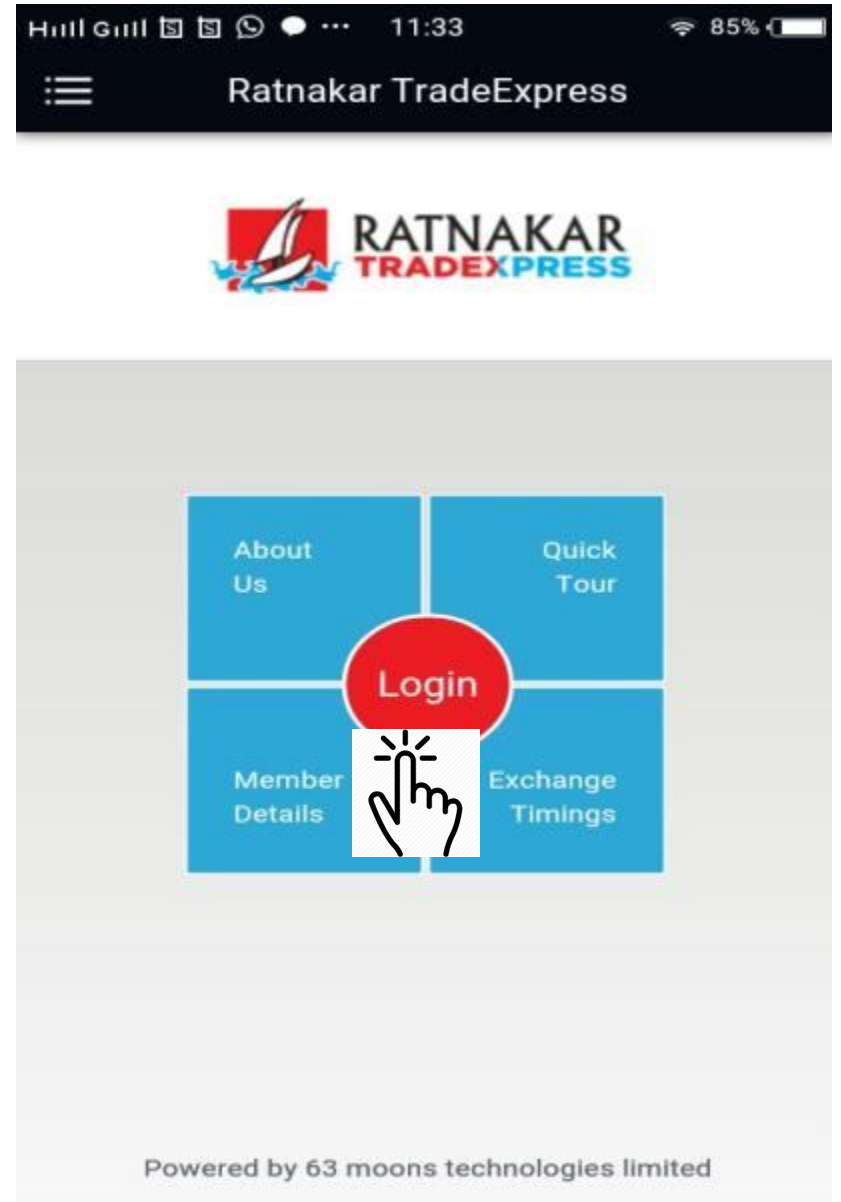 11:33 85%
Ratnakar TradeExpress
RATNAKAR
TRADEXPRESS
About
Us
Quick
Tour
Login
Member
Details
Exchange
Timings
Powered by 63 moons technologies limited